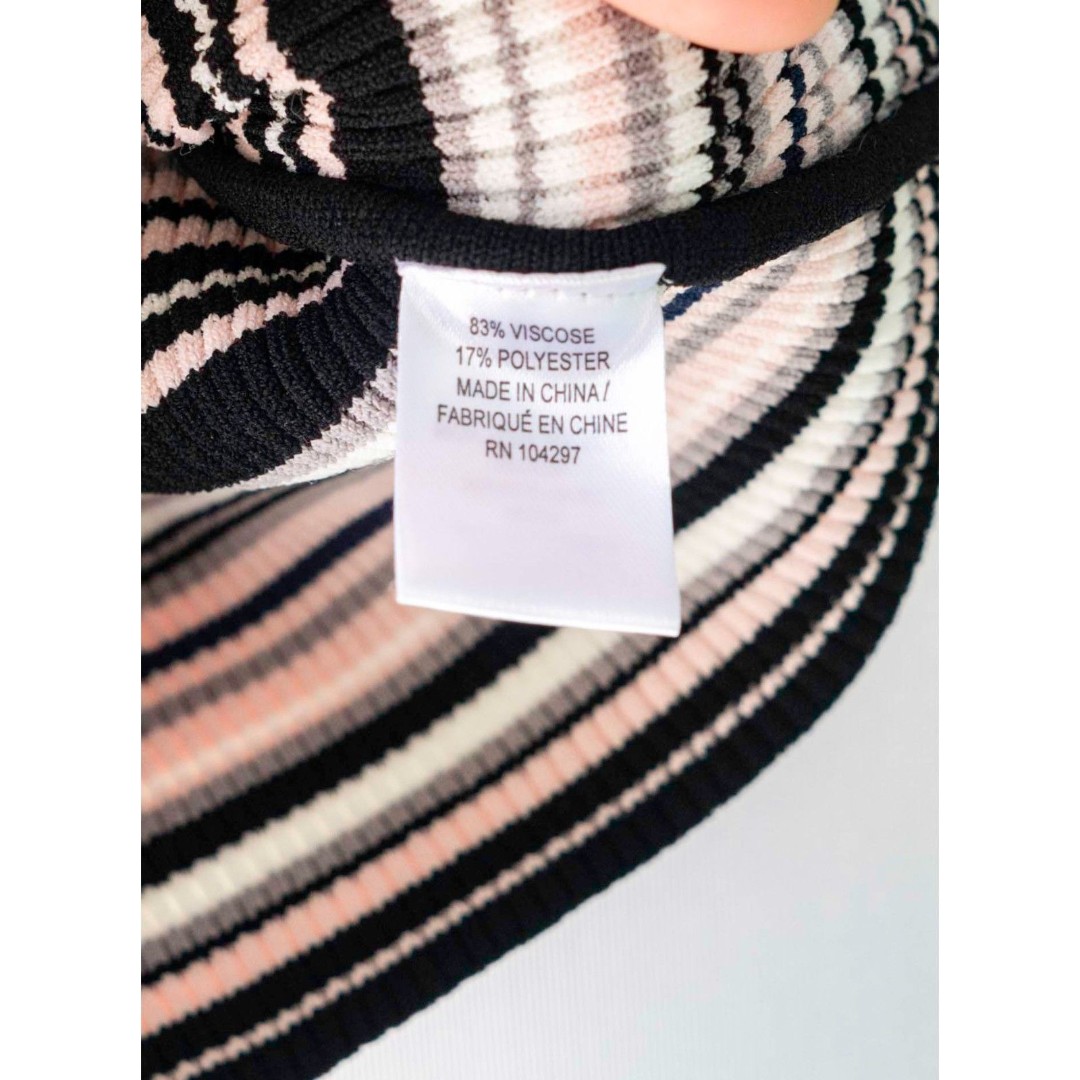 83% VISCOSE
17% POLYESTER
MADE IN CHINA/
FABRIQUÉ EN CHINE
RN 104297